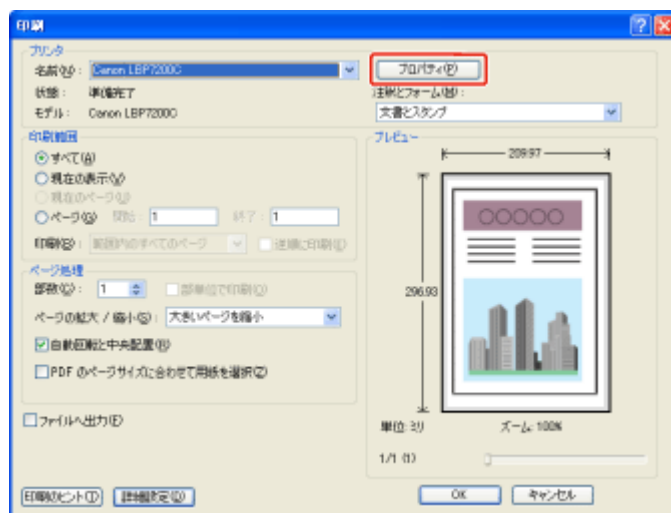 印刷
プリンタ
名前(N): Canon LBP7200C
プロパティ(P)
状態: 準備完了
注釈とフォーム(M):
モデル: Canon LBP7200C
文書とスタンプ
印刷範囲
プレビュー
すべて(A)
209.97
現在の表示(V)
現在のページ(U)
ページ(G) 開始: 1 終了: 1
印刷(R): 範囲内のすべてのページ 逆順に印刷(E)
ページ処理
部数(C): 1 部単位で印刷(O)
296.93
ページの拡大 / 縮小(S): 大きいページを縮小
自動回転と中央配置(R)
PDF のページサイズに合わせて用紙を選択(Z)
ファイルへ出力(F)
単位: ミリ ズーム: 100%
1/1 (1)
印刷のヒント(T) 詳細設定(D) OK キャンセル